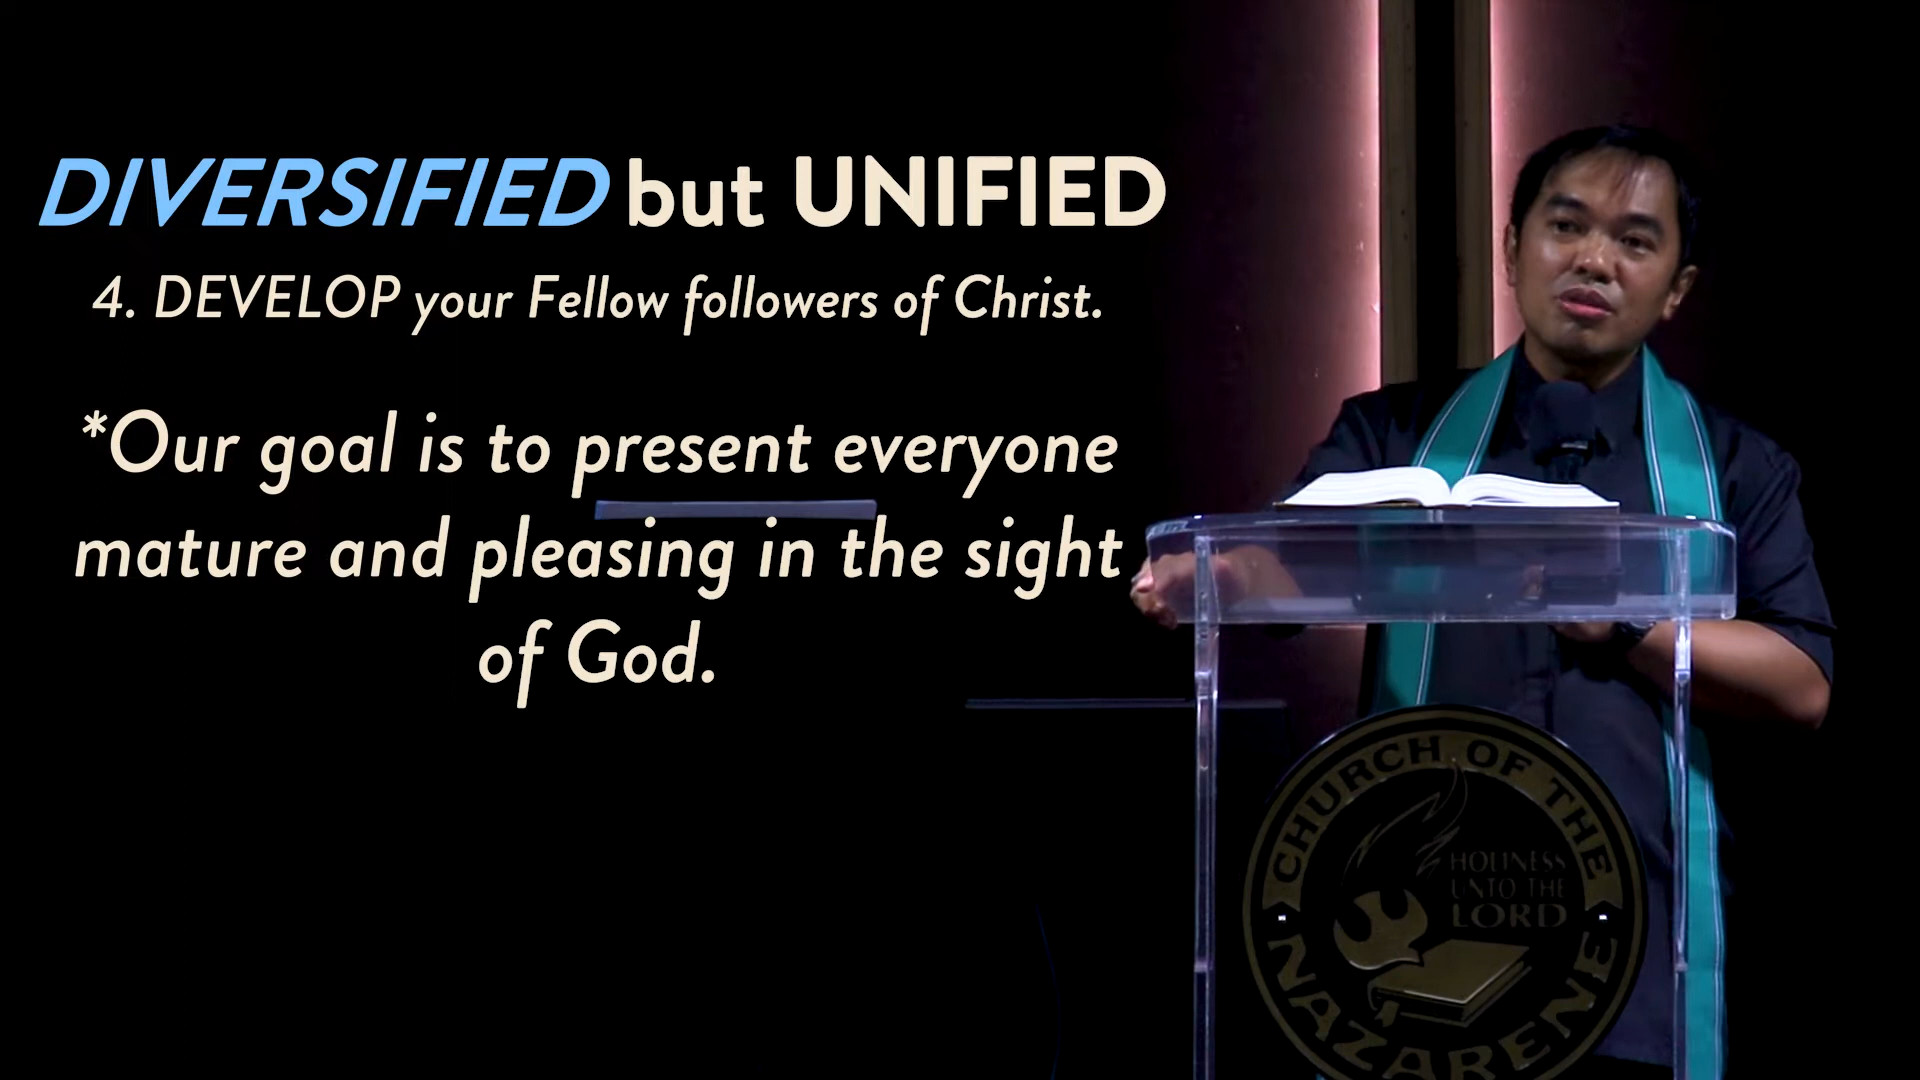 DIVERSIFIED but UNIFIED
4. DEVELOP your Fellow followers of Christ.
*Our goal is to present everyone
mature and pleasing in the sight
of God.
CHURCH OF THE
HOLINESS
UNTO THE
LORD
NAZARENE